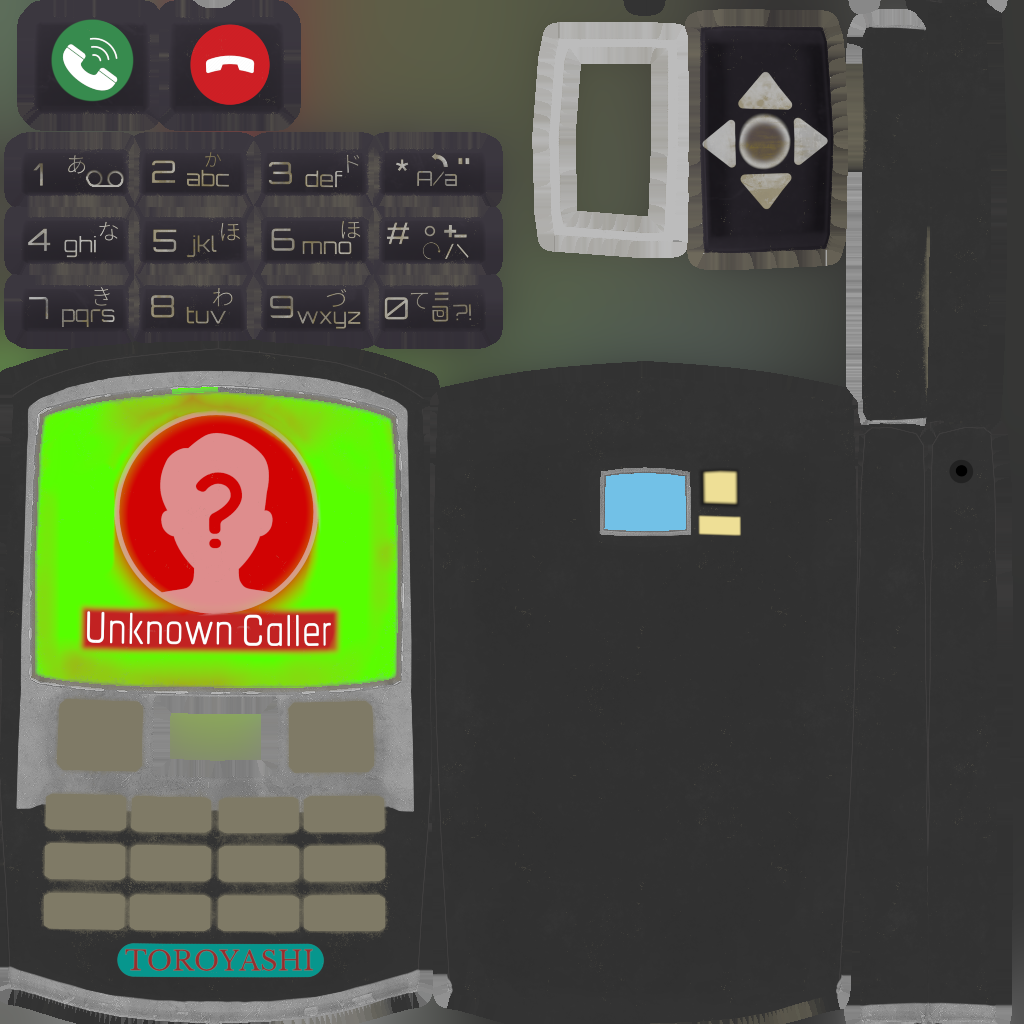 1 あ
2 abc か
3 def ド
* A/a "
4 ghi な
5 jkl ほ
6 mno ほ
#
7 pqrs き
8 tuv わ
9 wxyz づ
0 て ?!
Unknown Caller
TOROYASHI